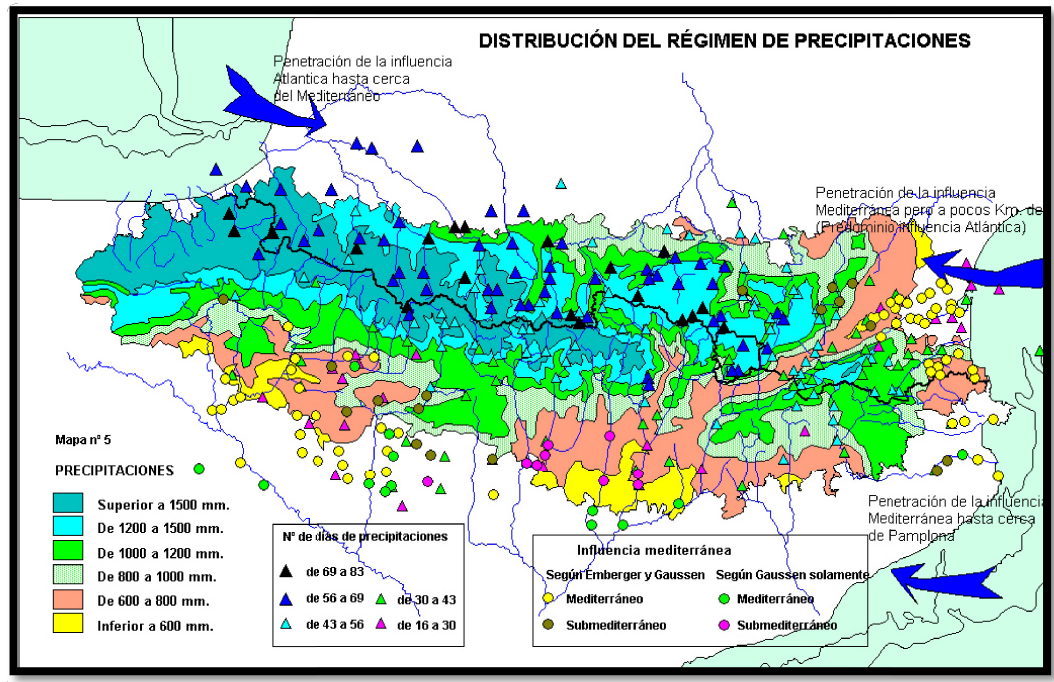 DISTRIBUCIÓN DEL RÉGIMEN DE PRECIPITACIONES
Penetración de la influencia
Atlantica hasta cerca
del Mediterráneo
Penetración de la influencia
Mediterránea pero a pocos Km. de
(Predominio influencia Atlántica)
Mapa nº 5
PRECIPITACIONES
Superior a 1500 mm.
De 1200 a 1500 mm.
De 1000 a 1200 mm.
De 800 a 1000 mm.
De 600 a 800 mm.
Inferior a 600 mm.
Nº de días de precipitaciones
de 69 a 83
de 56 a 69
de 30 a 43
de 43 a 56
de 16 a 30
Penetración de la influencia
Mediterránea hasta cerca
de Pamplona
Influencia mediterránea
Según Emberger y Gaussen
Según Gaussen solamente
Mediterráneo
Mediterráneo
Submediterráneo
Submediterráneo